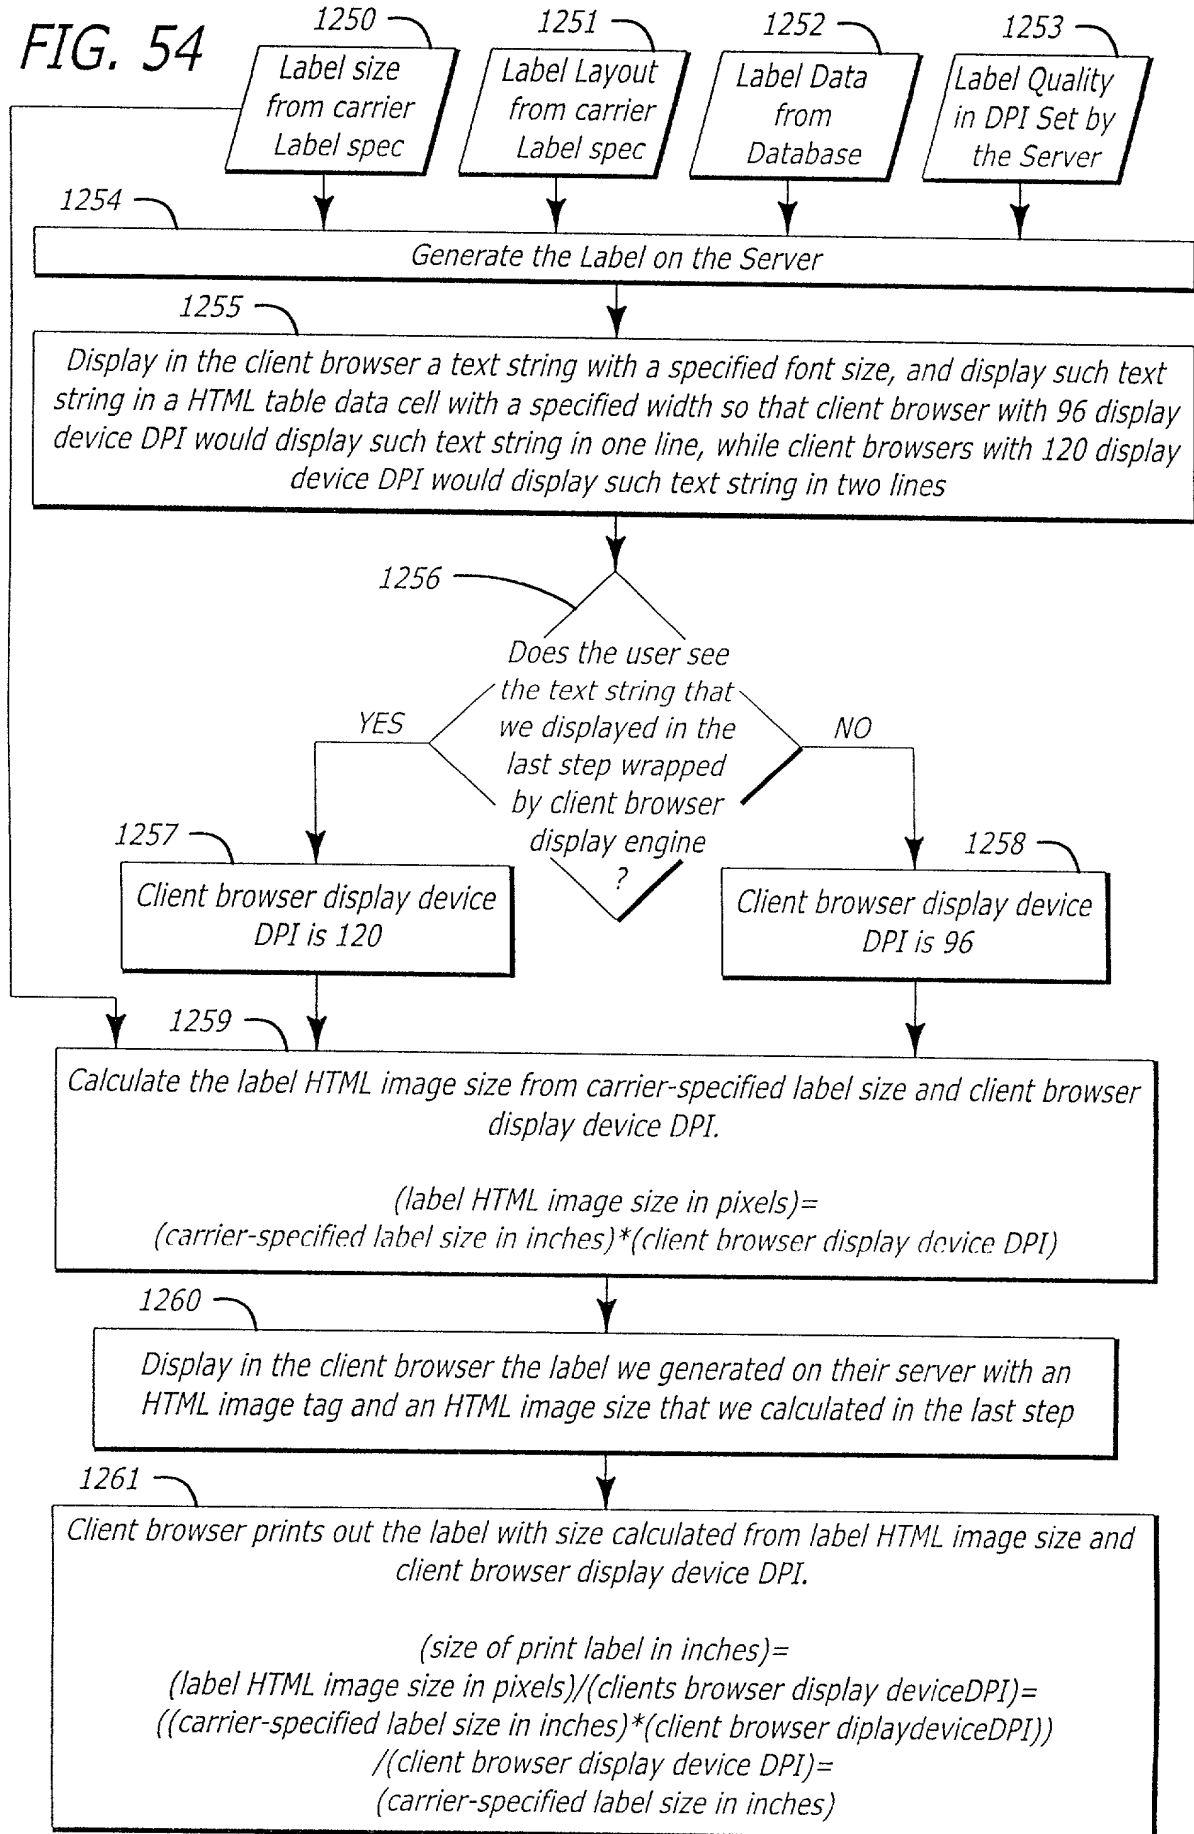 FIG. 54
1250
1251
1252
1253
Label size
from carrier
Label spec
Label Layout
from carrier
Label spec
Label Data
from
Database
Label Quality
in DPI Set by
the Server
1254
Generate the Label on the Server
1255
Display in the client browser a text string with a specified font size, and display such text
string in a HTML table data cell with a specified width so that client browser with 96 display
device DPI would display such text string in one line, while client browsers with 120 display
device DPI would display such text string in two lines
1256
Does the user see
the text string that
we displayed in the
last step wrapped
by client browser
display engine
?
YES
NO
1257
Client browser display device
DPI is 120
1258
Client browser display device
DPI is 96
1259
Calculate the label HTML image size from carrier-specified label size and client browser
display device DPI.
(label HTML image size in pixels)=
(carrier-specified label size in inches)*(client browser display device DPI)
1260
Display in the client browser the label we generated on their server with an
HTML image tag and an HTML image size that we calculated in the last step
1261
Client browser prints out the label with size calculated from label HTML image size and
client browser display device DPI.
(size of print label in inches)=
(label HTML image size in pixels)/(clients browser display deviceDPI)=
((carrier-specified label size in inches)*(client browser diplaydeviceDPI))
/(client browser display device DPI)=
(carrier-specified label size in inches)